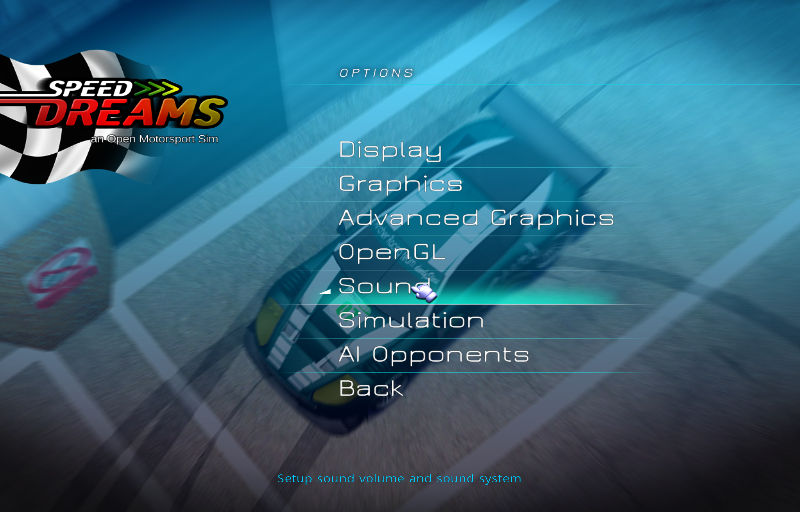 OPTIONS
SPEED
DREAMS
an Open Motorsport Sim
Display
Graphics
Advanced Graphics
OpenGL
Sound
Simulation
AI Opponents
Back
Setup sound volume and sound system